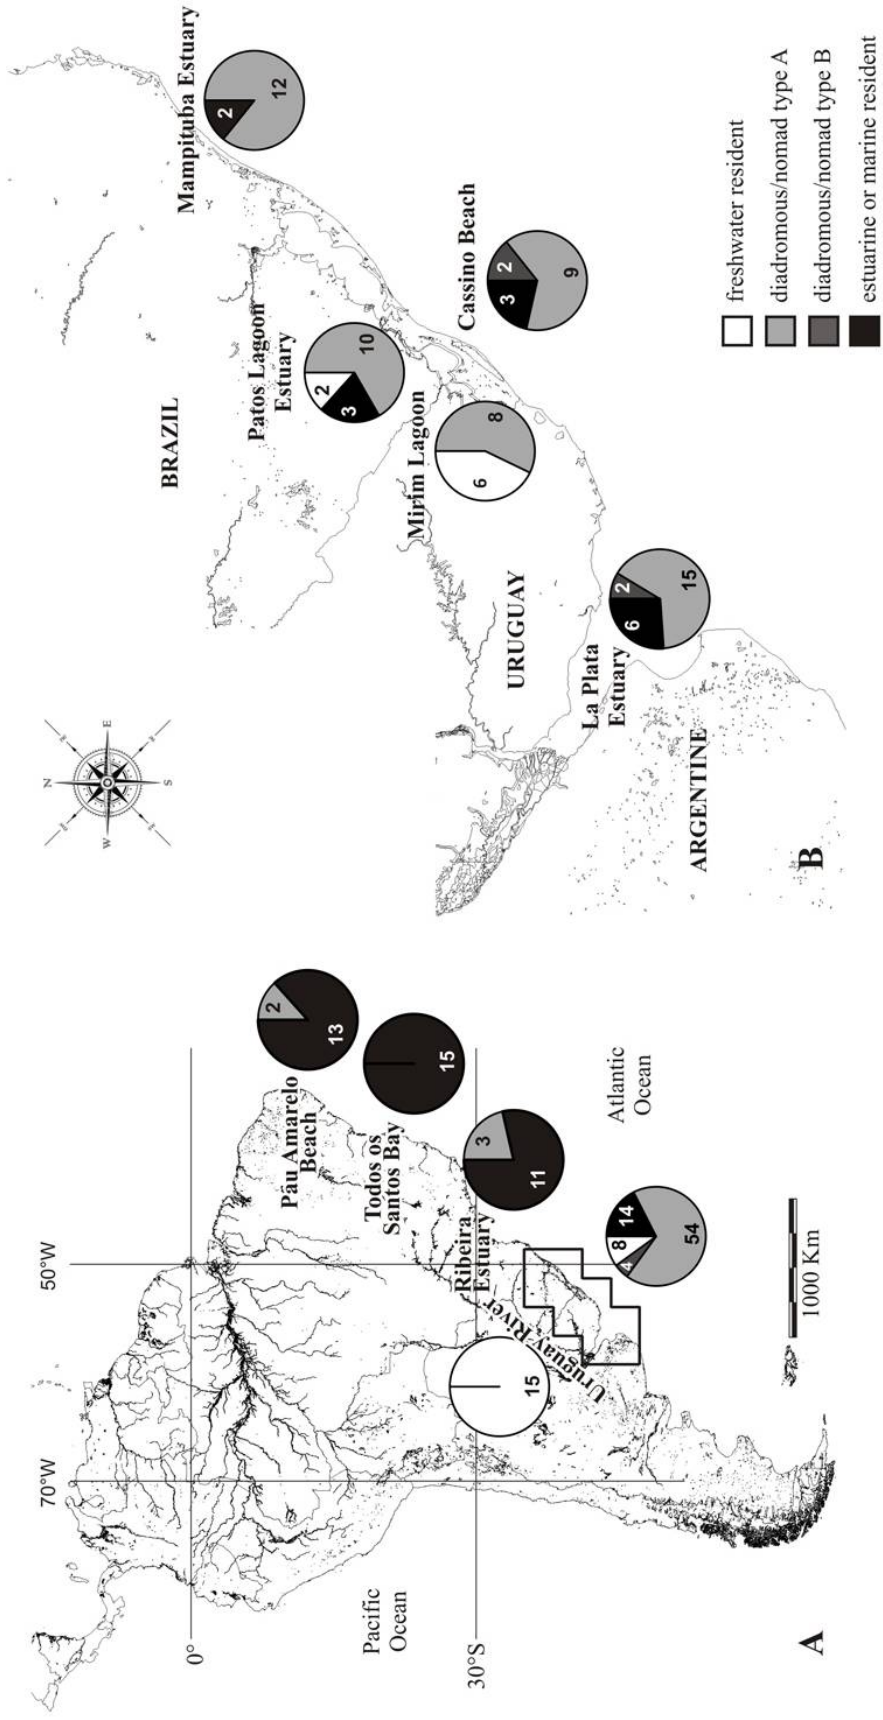 70°W
50°W
0°
30°S
Pacific
Ocean
Atlantic
Ocean
Pau Amarelo
Beach
2
13
Todos os
Santos Bay
15
Ribeira
Estuary
3
11
Uruguay River
15
8
14
4
54
1000 Km
A
N
E
S
W
BRAZIL
URUGUAY
ARGENTINE
Mampituba Estuary
2
12
Patos Lagoon
Estuary
2
3
10
Cassino Beach
3
2
9
Mirim Lagoon
6
8
La Plata
Estuary
6
2
15
B
freshwater resident
diadromous/nomad type A
diadromous/nomad type B
estuarine or marine resident